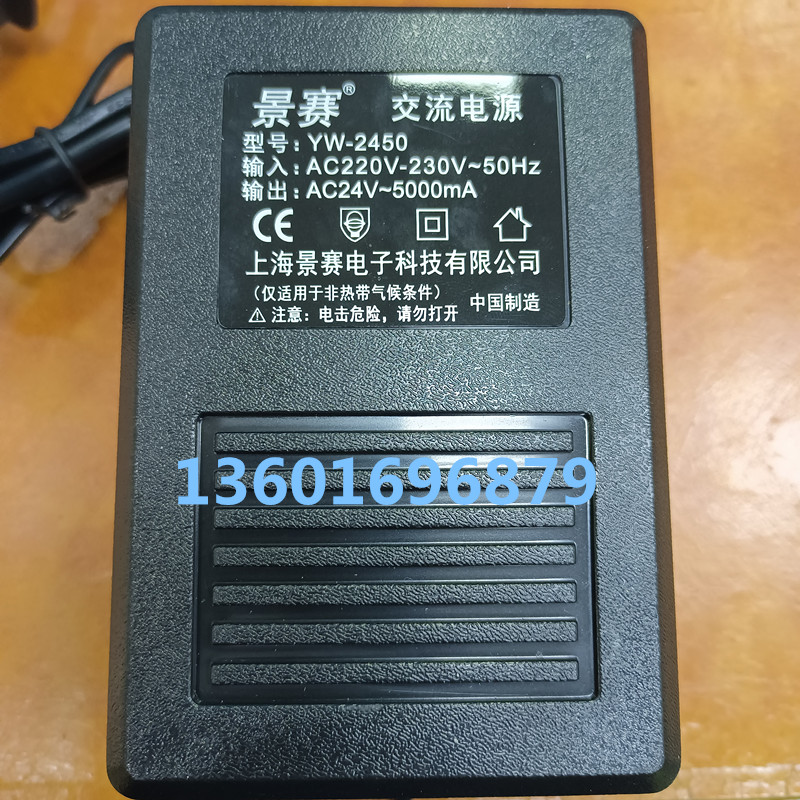 景赛® 交流电源
型号: YW-2450
输入: AC220V-230V~50Hz
输出: AC24V~5000mA
CE
上海景赛电子科技有限公司
(仅适用于非热带气候条件) 中国制造
⚠ 注意: 电击危险，请勿打开
13601696879